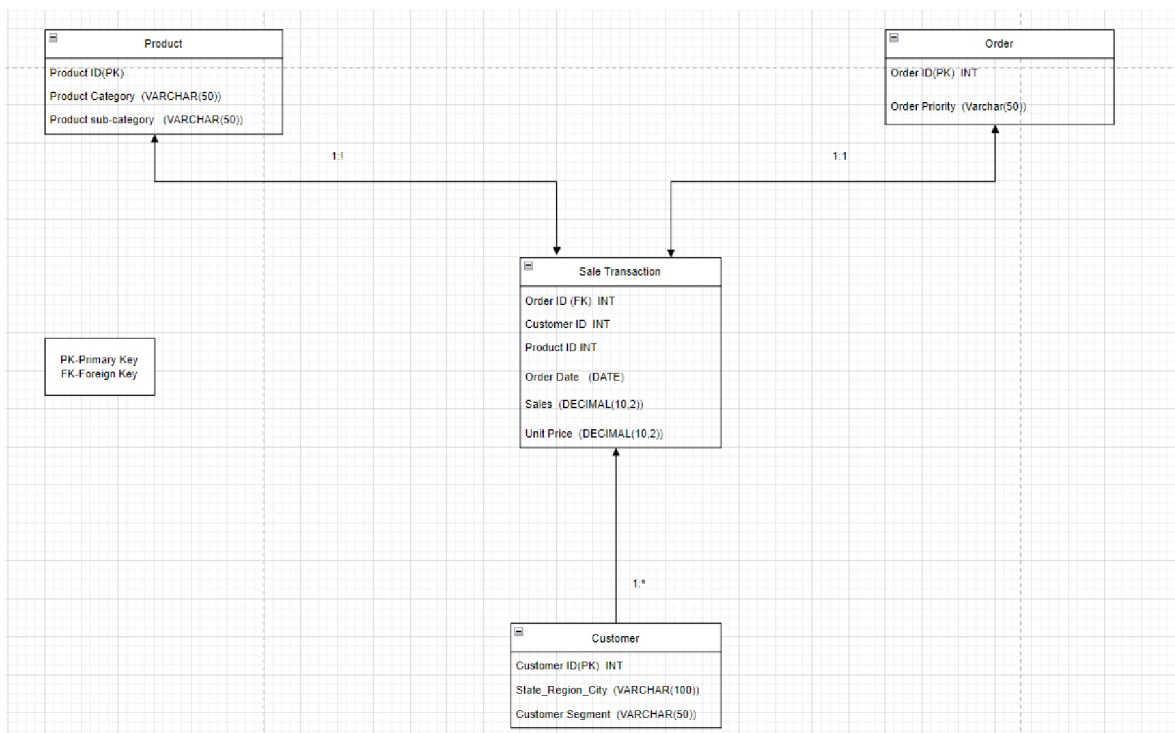 Product
Product ID(PK)
Product Category (VARCHAR(50))
Product sub-category (VARCHAR(50))
Order
Order ID(PK) INT
Order Priority (Varchar(50))
1:!
1:1
Sale Transaction
Order ID (FK) INT
Customer ID INT
Product ID INT
Order Date (DATE)
Sales (DECIMAL(10,2))
Unit Price (DECIMAL(10,2))
PK-Primary Key
FK-Foreign Key
1:*
Customer
Customer ID(PK) INT
State_Region_City (VARCHAR(100))
Customer Segment (VARCHAR(50))